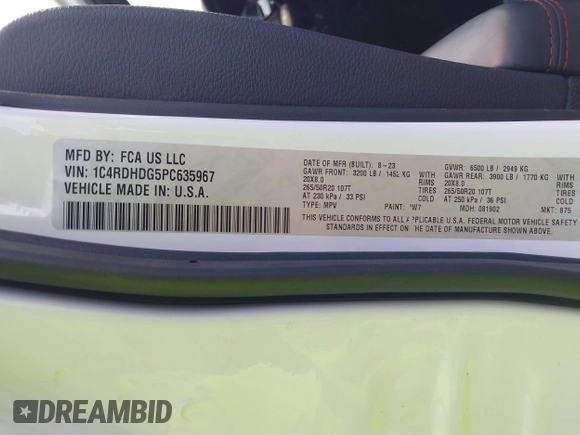 MFD BY: FCA US LLC
VIN: 1C4RDHDG5PC635967
VEHICLE MADE IN U.S.A.
DATE OF MFR (BUILT): 8-23 GVWR: 6500 LB / 2949 KG
GAWR FRONT: 3200 LB / 1452 KG WITH GAWR REAR: 3900 LB / 1770 KG
20X8.0 RIMS 20X8.0 RIMS
265/50R20 107T TIRES 265/50R20 107T TIRES
AT 230 kPa / 33 PSI COLD AT 250 kPa / 36 PSI COLD
TYPE: MPV PAINT: PW7 MDH: 081902 MKT: 875
THIS VEHICLE CONFORMS TO ALL APPLICABLE U.S.A. FEDERAL MOTOR VEHICLE SAFETY
STANDARDS IN EFFECT ON THE DATE OF MANUFACTURE SHOWN ABOVE
DREAMBID